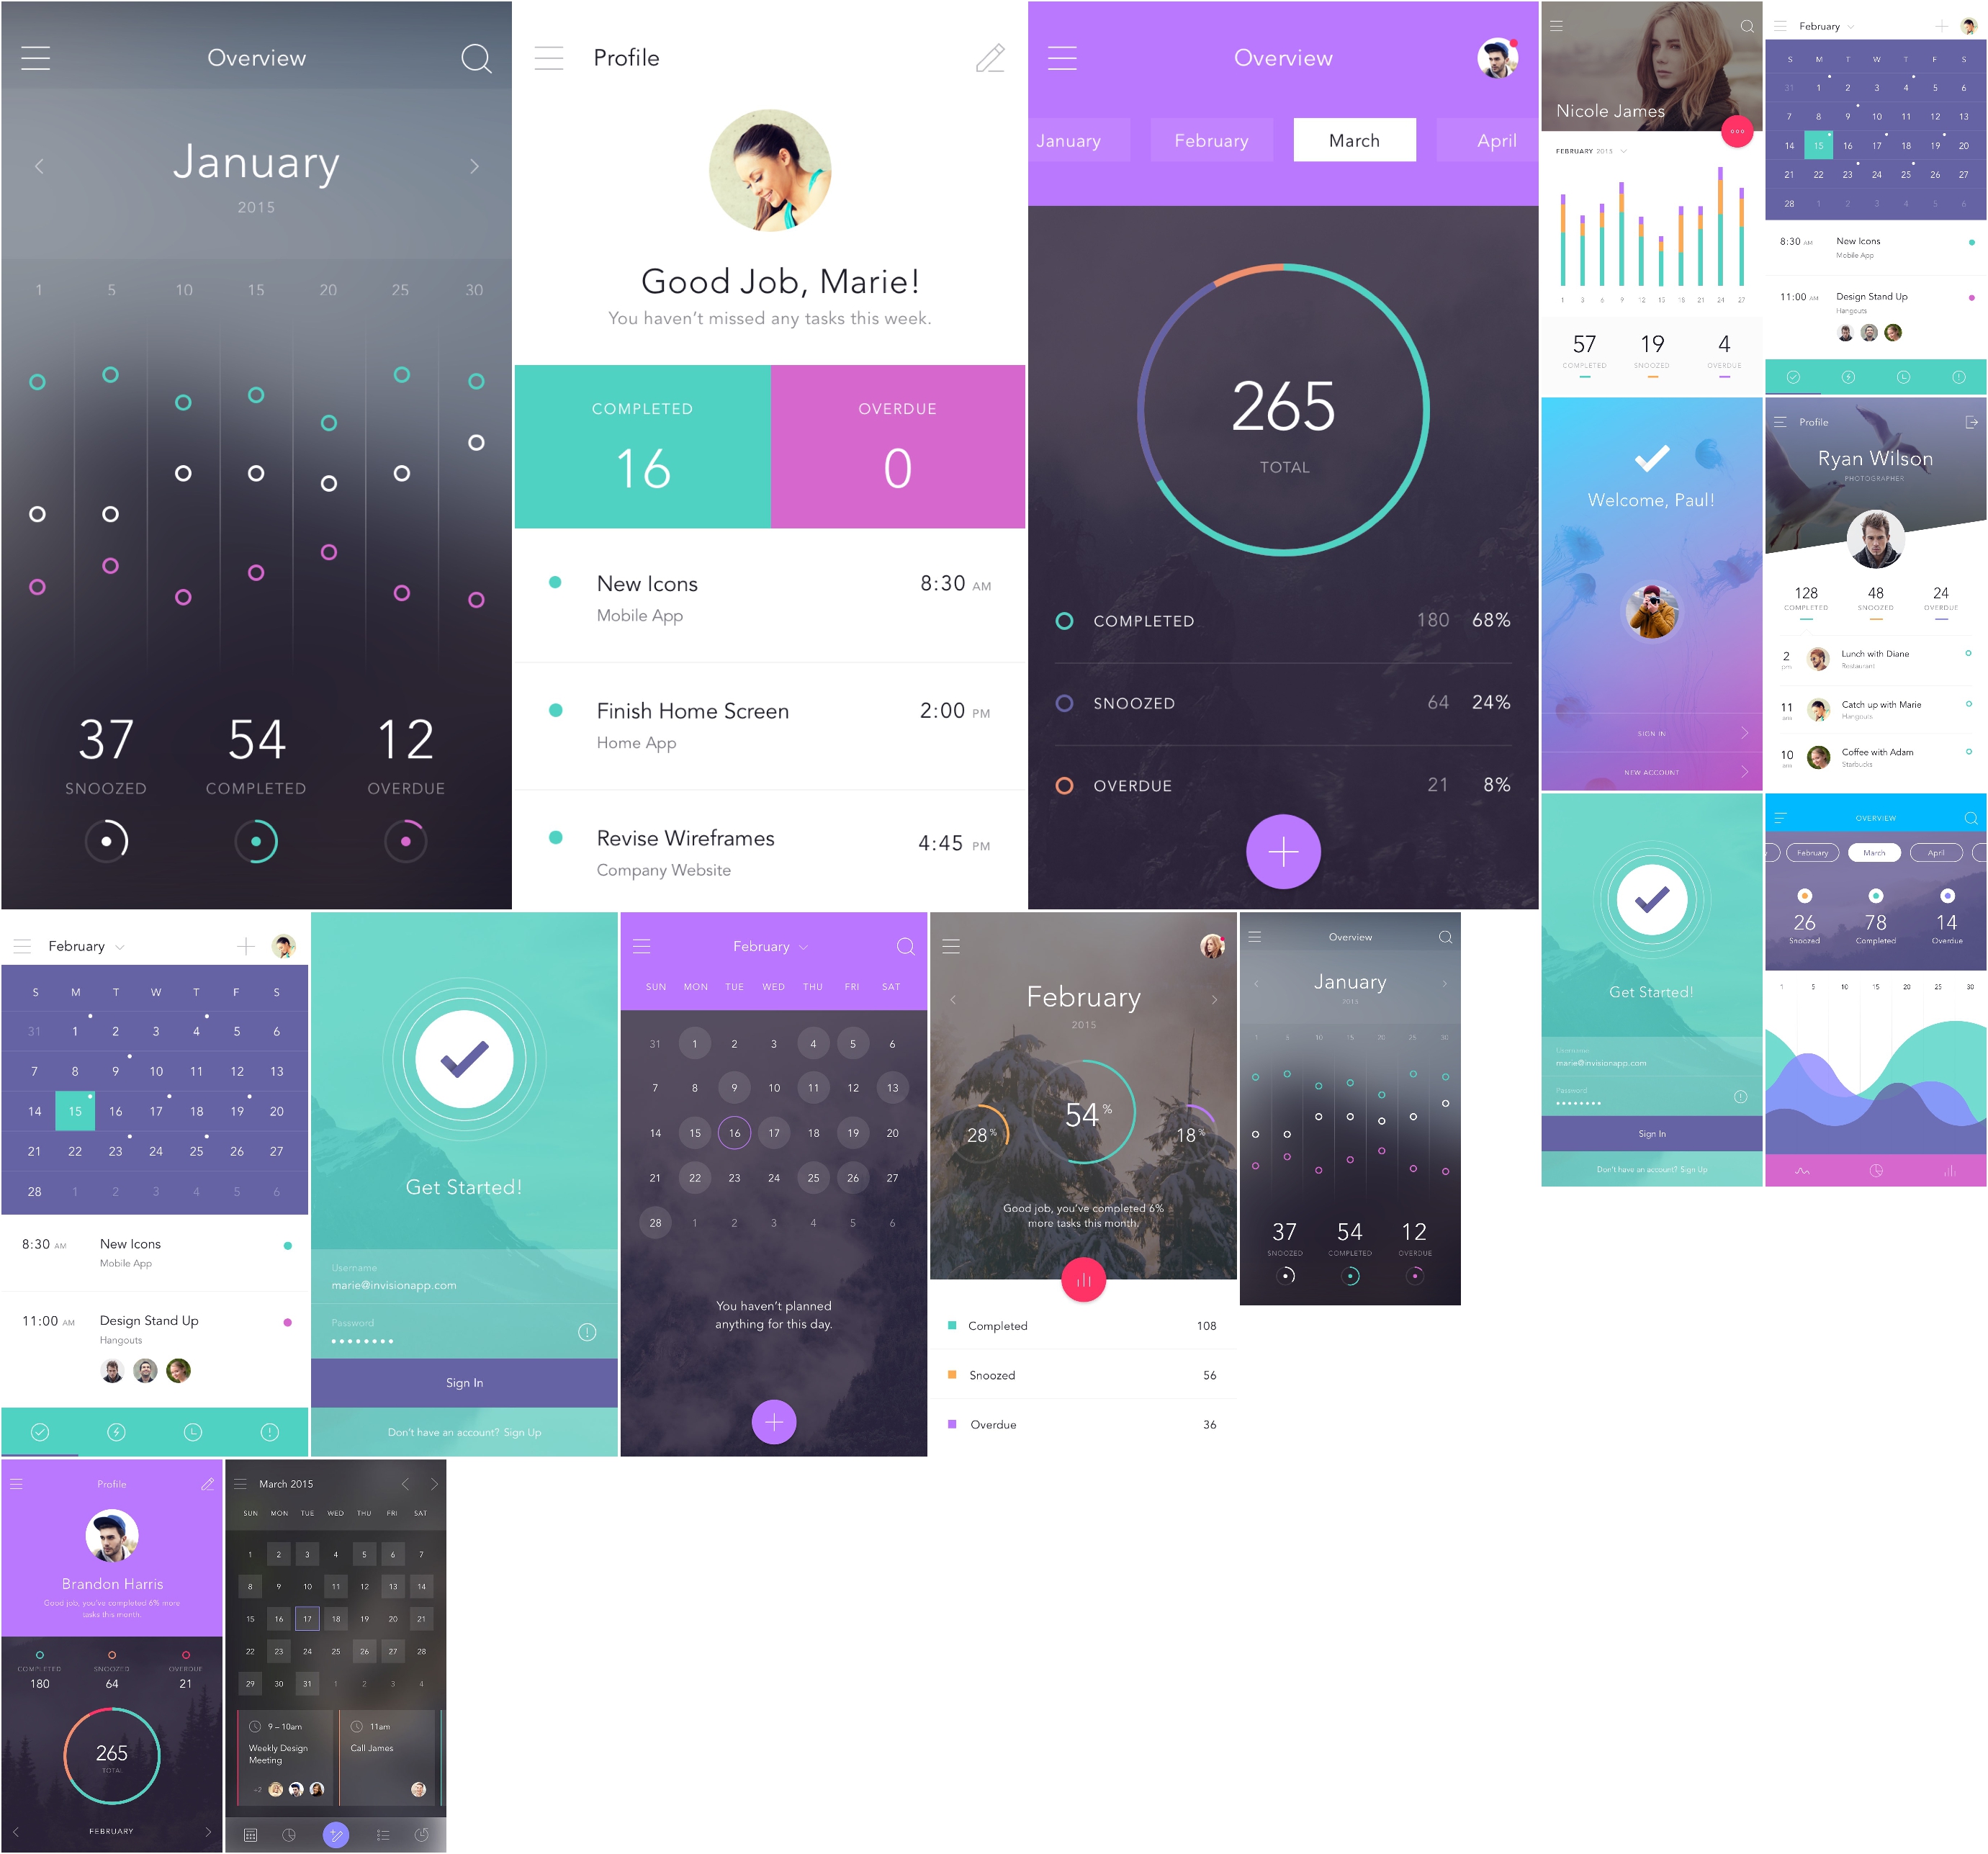 Overview
January
2015
1 5 10 15 20 25 30
37 54 12
SNOOZED COMPLETED OVERDUE
Profile
Good Job, Marie!
You haven't missed any tasks this week.
COMPLETED OVERDUE
16 0
New Icons 8:30 AM
Mobile App
Finish Home Screen 2:00 PM
Home App
Revise Wireframes 4:45 PM
Company Website
Overview
January February March April
265
TOTAL
COMPLETED 180 68%
SNOOZED 64 24%
OVERDUE 21 8%
Nicole James
FEBRUARY 2015
1 3 6 9 12 15 18 21 24 27
57 19 4
COMPLETED SNOOZED OVERDUE
February
S M T W T F S
31 1 2 3 4 5 6
7 8 9 10 11 12 13
14 15 16 17 18 19 20
21 22 23 24 25 26 27
28 1 2 3 4 5 6
8:30 AM New Icons
Mobile App
11:00 AM Design Stand Up
Hangouts
Welcome, Paul!
SIGN IN
NEW ACCOUNT
Profile
Ryan Wilson
PHOTOGRAPHER
128 48 24
COMPLETED SNOOZED OVERDUE
2 Lunch with Diane
pm Restaurant
11 Catch up with Marie
am Hangouts
10 Coffee with Adam
am Starbucks
Get Started!
Username
marie@invisionapp.com
Password
Sign In
Don't have an account? Sign Up
OVERVIEW
February March April
26 78 14
Snoozed Completed Overdue
1 5 10 15 20 25 30
February
S M T W T F S
31 1 2 3 4 5 6
7 8 9 10 11 12 13
14 15 16 17 18 19 20
21 22 23 24 25 26 27
28 1 2 3 4 5 6
8:30 AM New Icons
Mobile App
11:00 AM Design Stand Up
Hangouts
Get Started!
Username
marie@invisionapp.com
Password
Sign In
Don't have an account? Sign Up
February
SUN MON TUE WED THU FRI SAT
31 1 2 3 4 5 6
7 8 9 10 11 12 13
14 15 16 17 18 19 20
21 22 23 24 25 26 27
28 1 2 3 4 5 6
You haven't planned
anything for this day.
February
2015
28% 54% 18%
Good job, you've completed 6%
more tasks this month.
Completed 108
Snoozed 56
Overdue 36
Overview
January
2015
1 5 10 15 20 25 30
37 54 12
SNOOZED COMPLETED OVERDUE
Profile
Brandon Harris
Good job, you've completed 6% more
tasks this month.
COMPLETED SNOOZED OVERDUE
180 64 21
265
TOTAL
FEBRUARY
March 2015
SUN MON TUE WED THU FRI SAT
1 2 3 4 5 6 7
8 9 10 11 12 13 14
15 16 17 18 19 20 21
22 23 24 25 26 27 28
29 30 31 1 2 3 4
9 – 10am
Weekly Design
Meeting
+2
11am
Call James